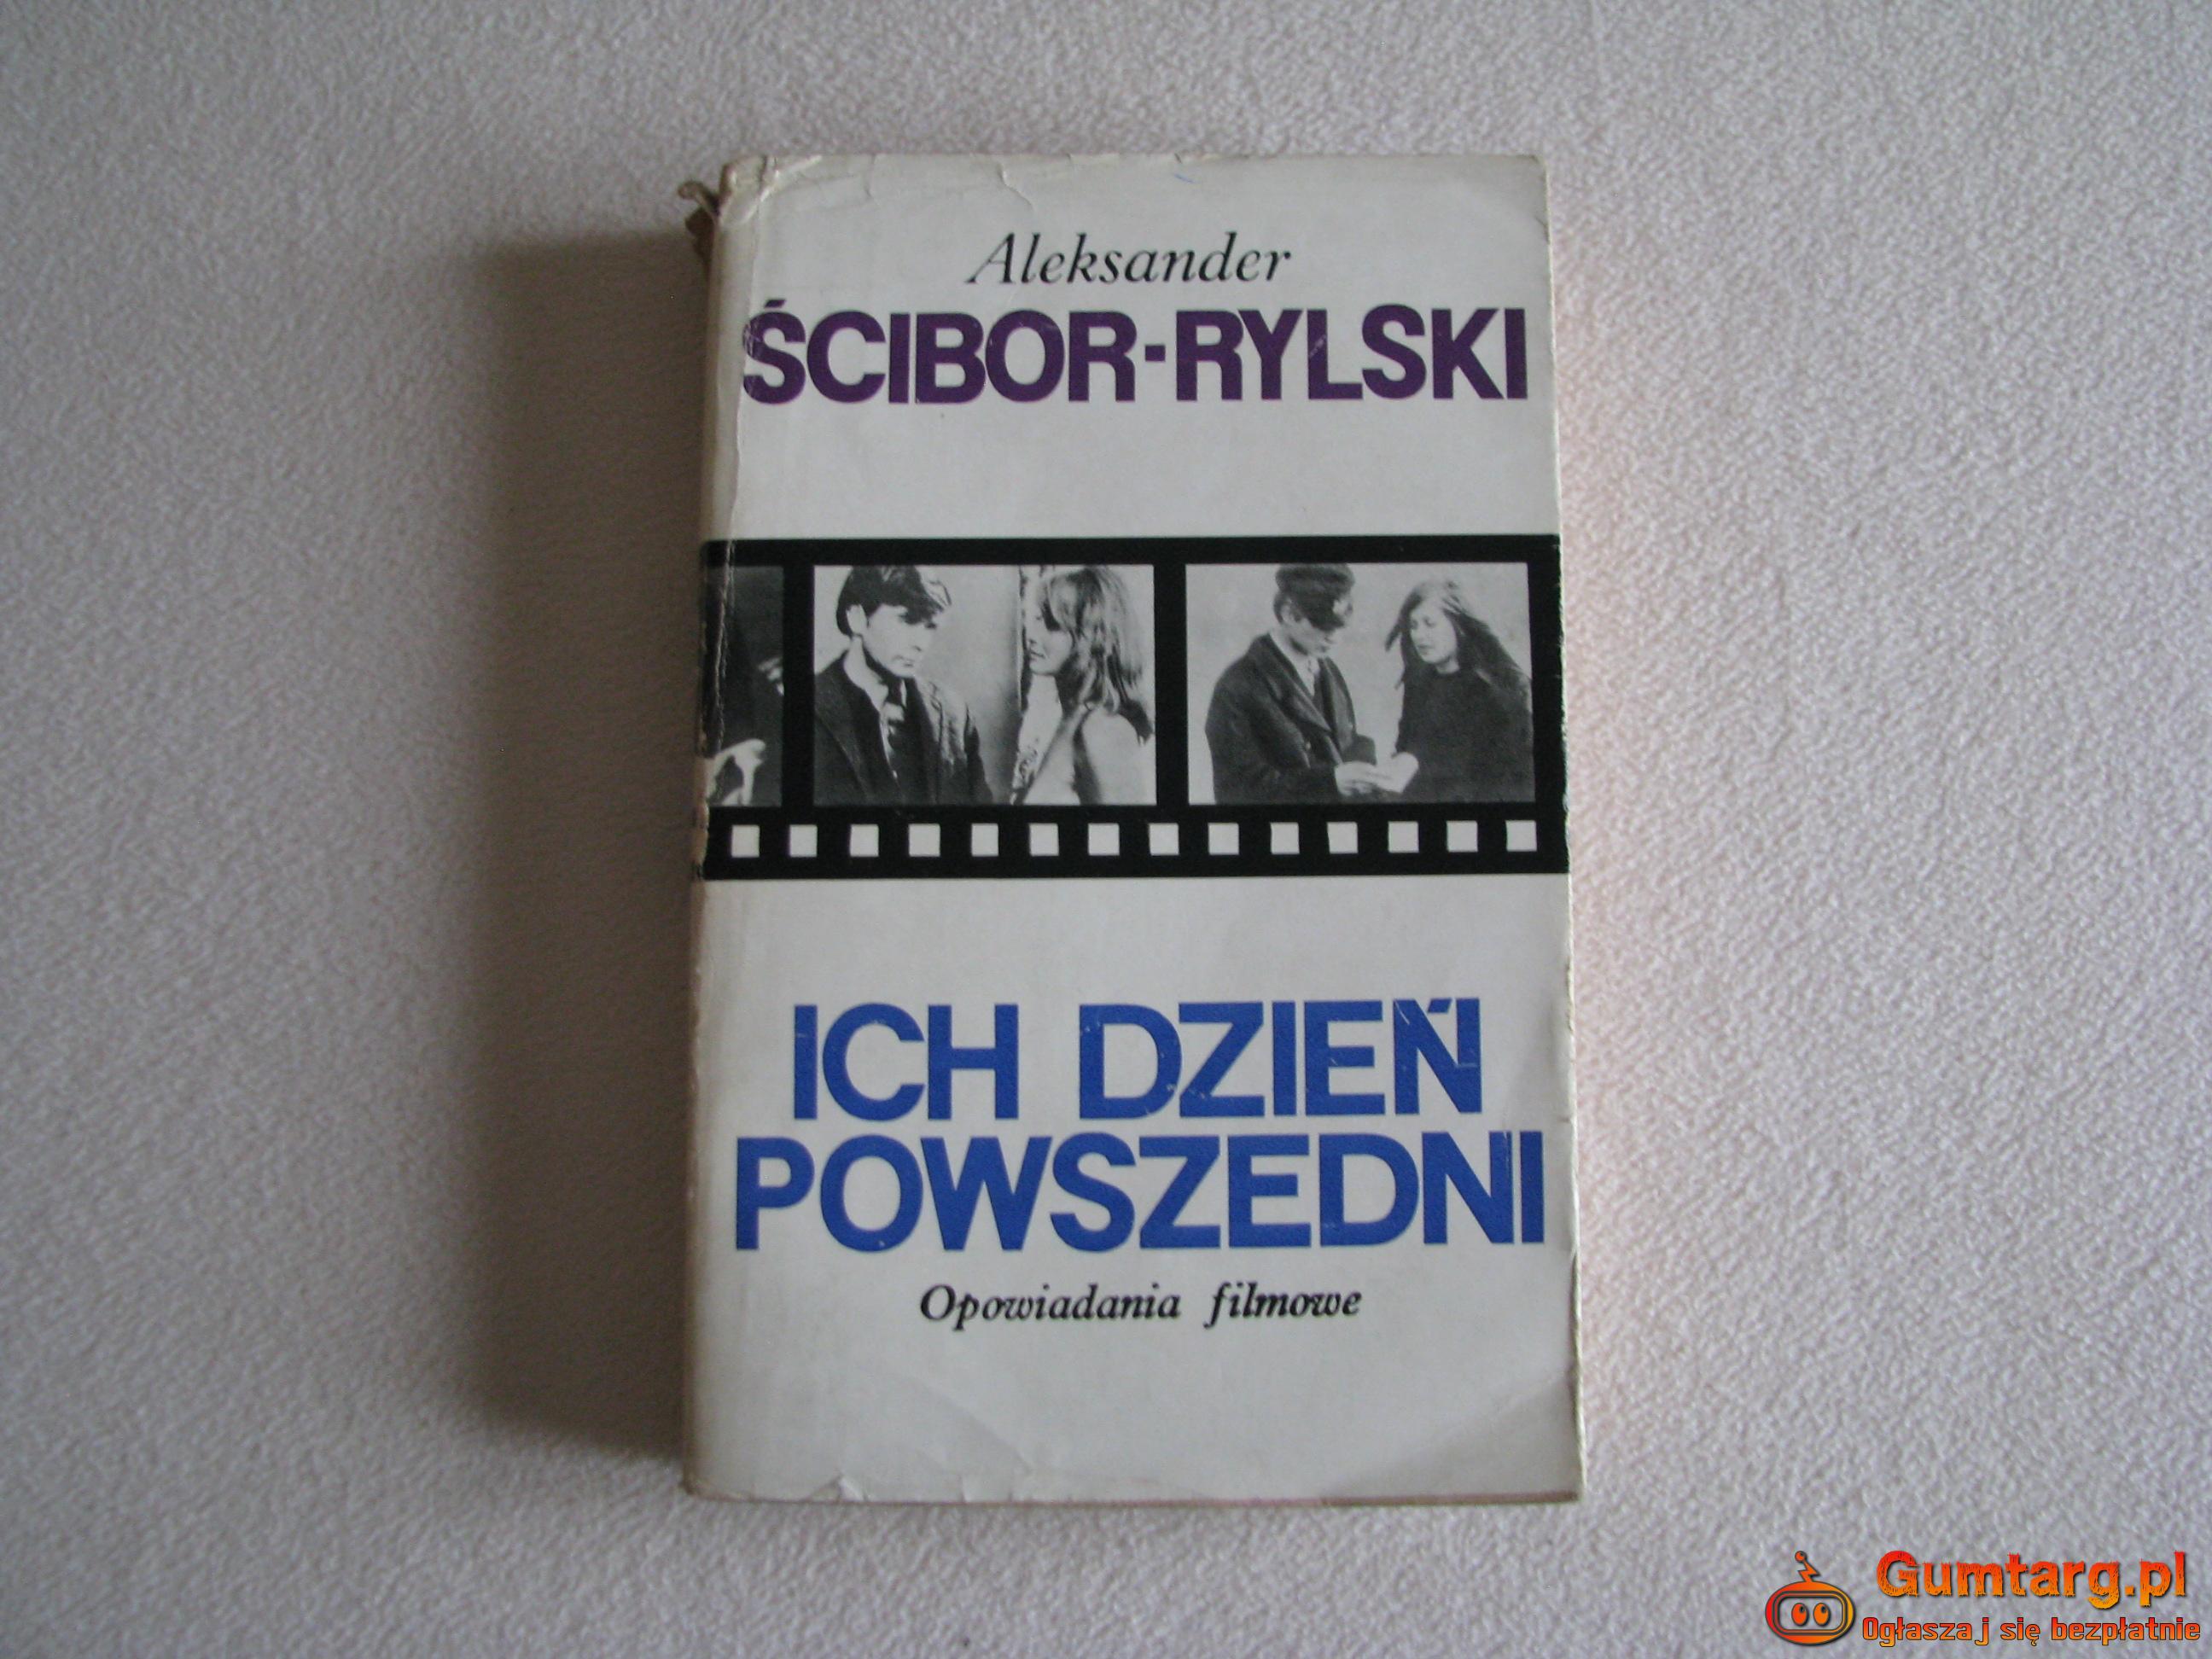 Aleksander
ŚCIBOR-RYLSKI
ICH DZIEŃ
POWSZEDNI
Opowiadania filmowe
Gumtarg.pl
Ogłaszaj się bezpłatnie